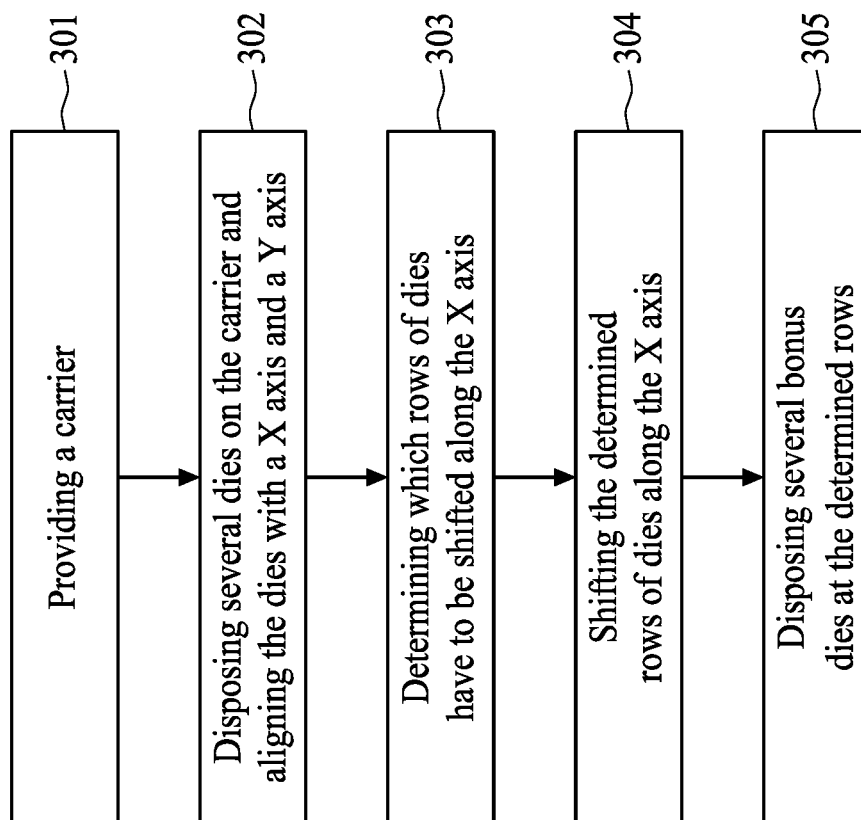 Providing a carrier
301
Disposing several dies on the carrier and
aligning the dies with a X axis and a Y axis
302
Determining which rows of dies
have to be shifted along the X axis
303
Shifting the determined
rows of dies along the X axis
304
Disposing several bonus
dies at the determined rows
305